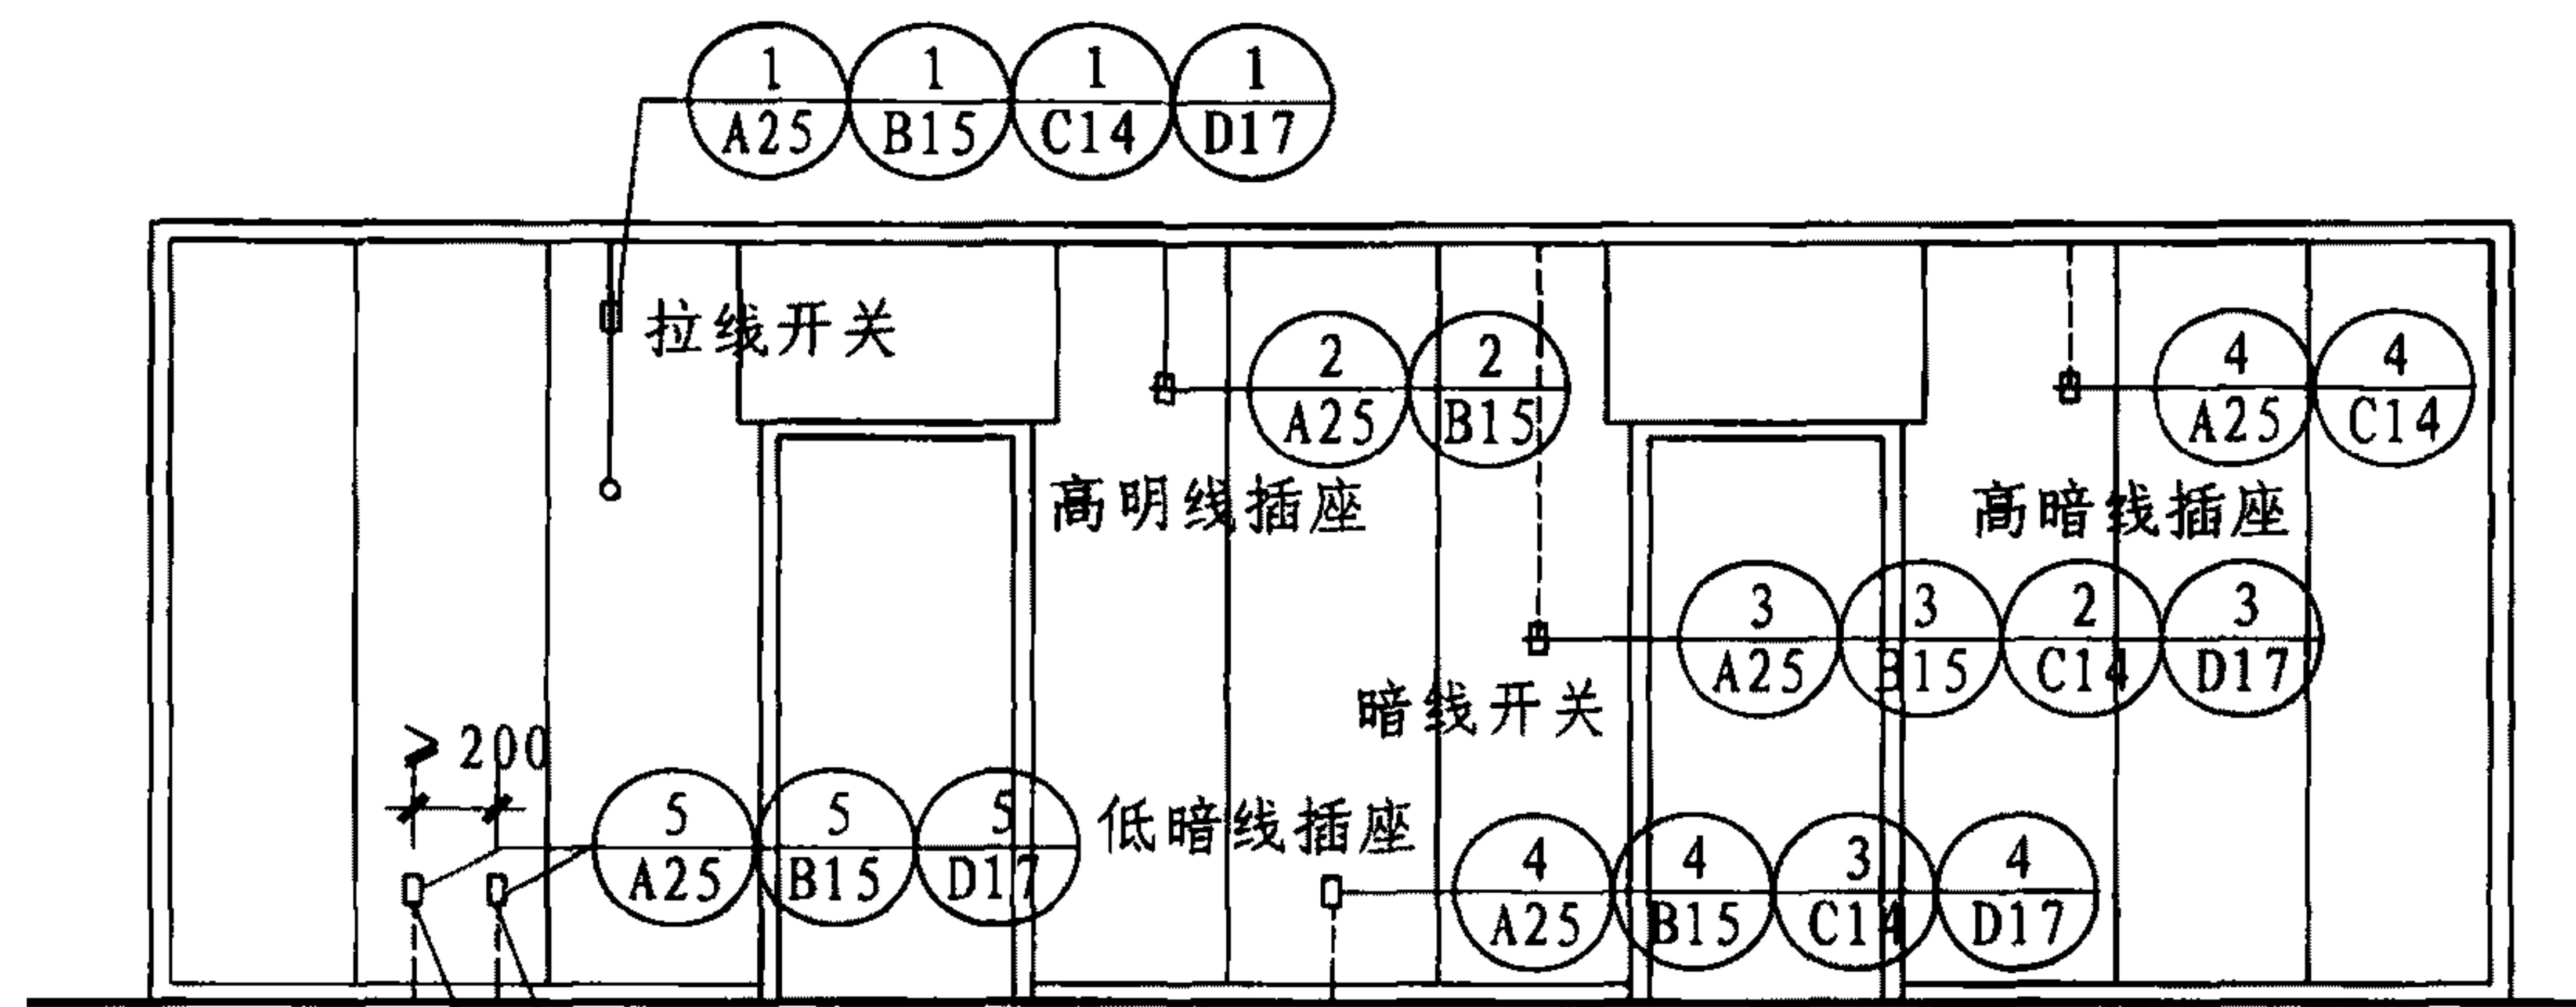 1 1 1 1
A25 B15 C14 D17
拉线开关
2 2
A25 B15
4 4
A25 C14
高明线插座
高暗线插座
3 3 2 3
A25 B15 C14 D17
暗线开关
≥200
5 5 5
A25 B15 D17
低暗线插座
4 4 3 4
A25 B15 C14 D17